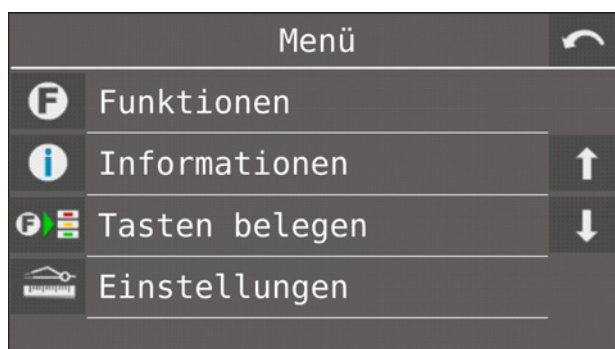 Menü
F
Funktionen
i
Informationen
F
Tasten belegen
Einstellungen